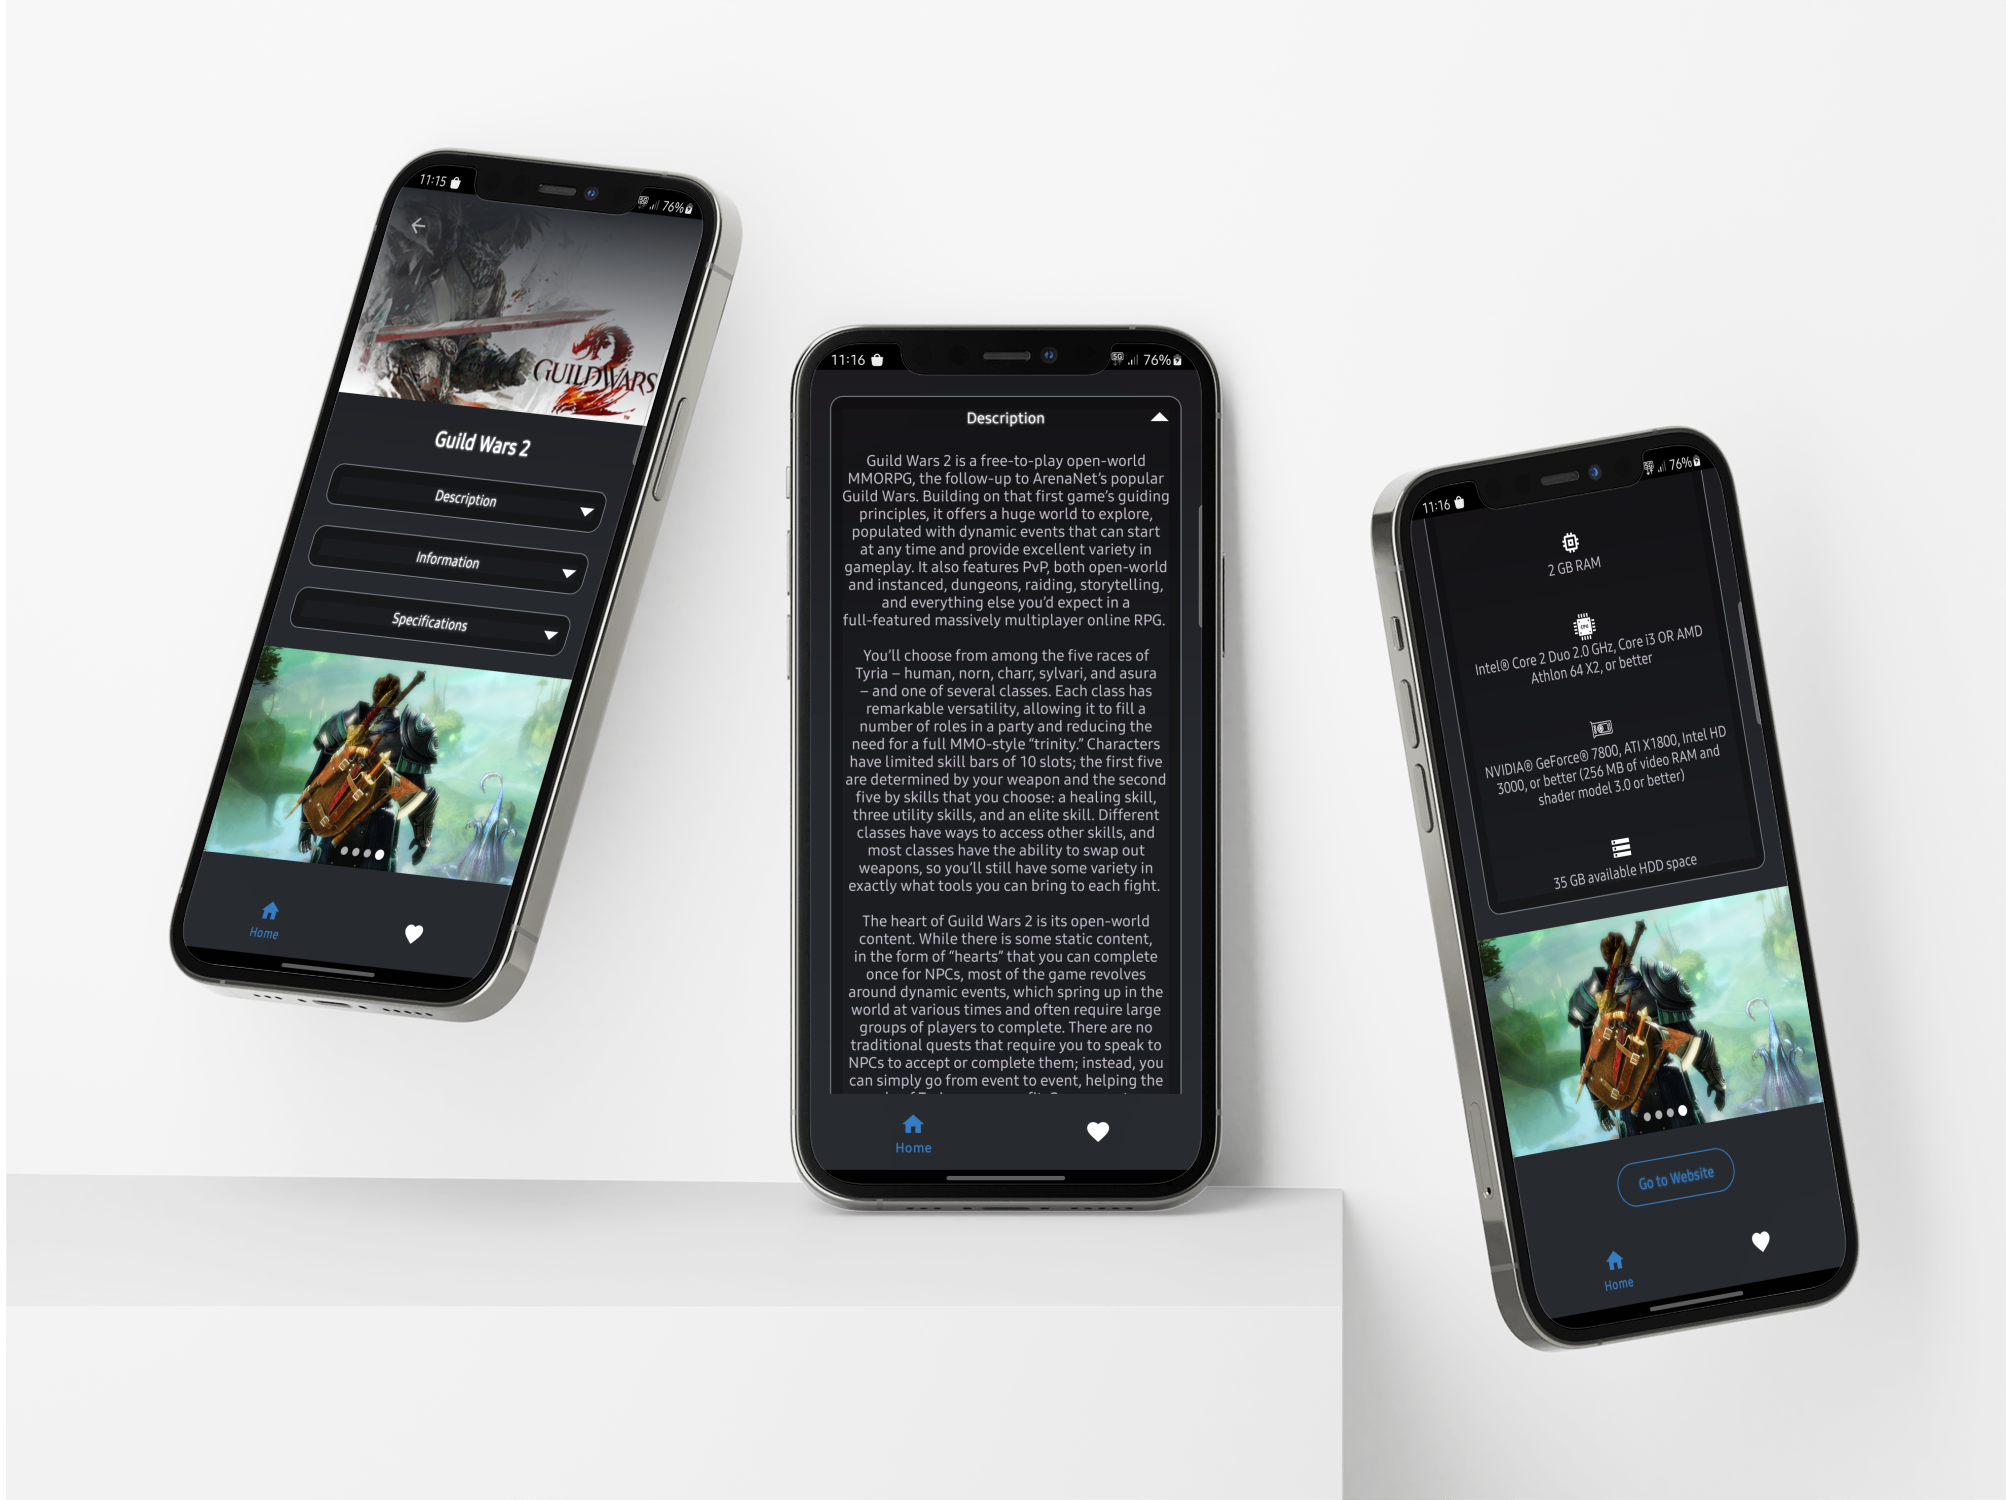 11:15
76%
GUILDWARS
Guild Wars 2
Description
Information
Specifications
Home
11:16
5G
76%
Description
Guild Wars 2 is a free-to-play open-world
MMORPG, the follow-up to ArenaNet’s popular
Guild Wars. Building on that first game’s guiding
principles, it offers a huge world to explore,
populated with dynamic events that can start
at any time and provide excellent variety in
gameplay. It also features PvP, both open-world
and instanced, dungeons, raiding, storytelling,
and everything else you’d expect in a
full-featured massively multiplayer online RPG.
You’ll choose from among the five races of
Tyria – human, norn, charr, sylvari, and asura
– and one of several classes. Each class has
remarkable versatility, allowing it to fill a
number of roles in a party and reducing the
need for a full MMO-style “trinity.” Characters
have limited skill bars of 10 slots; the first five
are determined by your weapon and the second
five by skills that you choose: a healing skill,
three utility skills, and an elite skill. Different
classes have ways to access other skills, and
most classes have the ability to swap out
weapons, so you’ll still have some variety in
exactly what tools you can bring to each fight.
The heart of Guild Wars 2 is its open-world
content. While there is some static content,
in the form of “hearts” that you can complete
once for NPCs, most of the game revolves
around dynamic events, which spring up in the
world at various times and often require large
groups of players to complete. There are no
traditional quests that require you to speak to
NPCs to accept or complete them; instead, you
can simply go from event to event, helping the
Home
11:16
76%
2 GB RAM
Intel® Core 2 Duo 2.0 GHz, Core i3 OR AMD
Athlon 64 X2, or better
NVIDIA® GeForce® 7800, ATI X1800, Intel HD
3000, or better (256 MB of video RAM and
shader model 3.0 or better)
35 GB available HDD space
Go to Website
Home